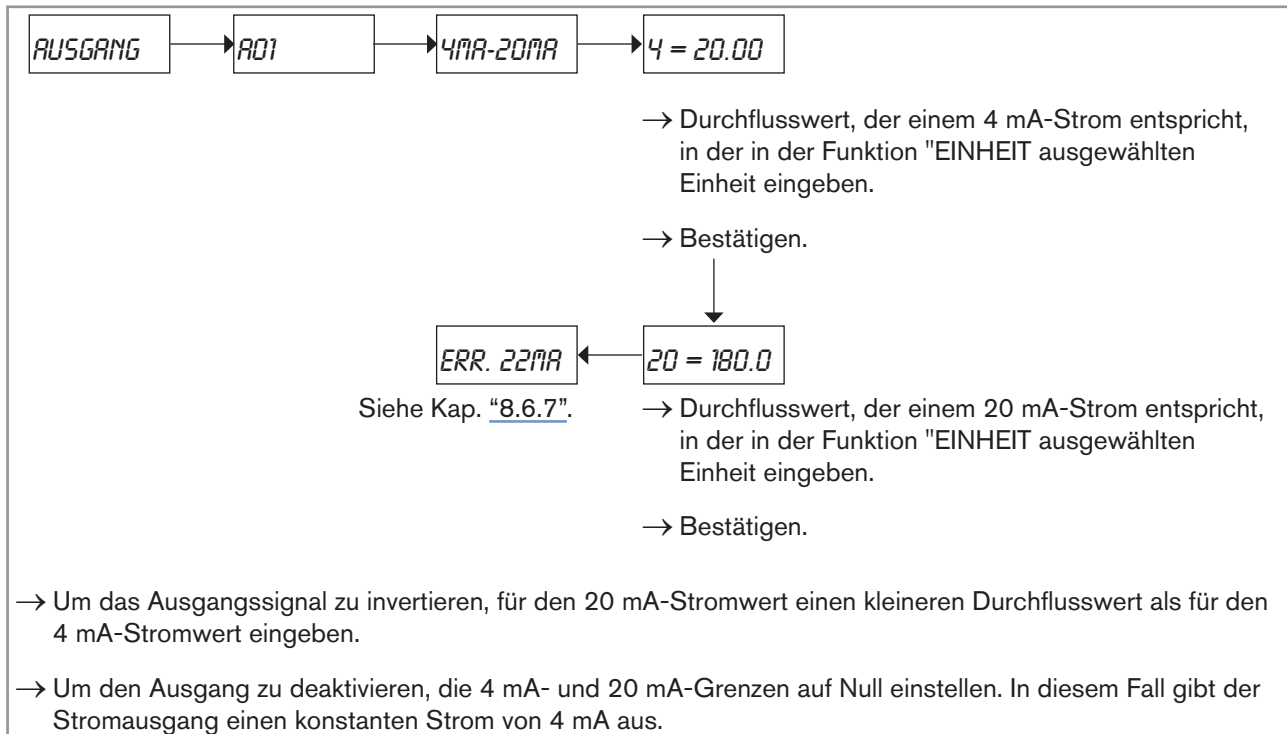 AUSGANG
AO1
4MA-20MA
4 = 20.00
→ Durchflusswert, der einem 4 mA-Strom entspricht,
in der in der Funktion "EINHEIT ausgewählten
Einheit eingeben.
→ Bestätigen.
ERR. 22MA
20 = 180.0
Siehe Kap. “8.6.7”.
→ Durchflusswert, der einem 20 mA-Strom entspricht,
in der in der Funktion "EINHEIT ausgewählten
Einheit eingeben.
→ Bestätigen.
→ Um das Ausgangssignal zu invertieren, für den 20 mA-Stromwert einen kleineren Durchflusswert als für den
4 mA-Stromwert eingeben.
→ Um den Ausgang zu deaktivieren, die 4 mA- und 20 mA-Grenzen auf Null einstellen. In diesem Fall gibt der
Stromausgang einen konstanten Strom von 4 mA aus.